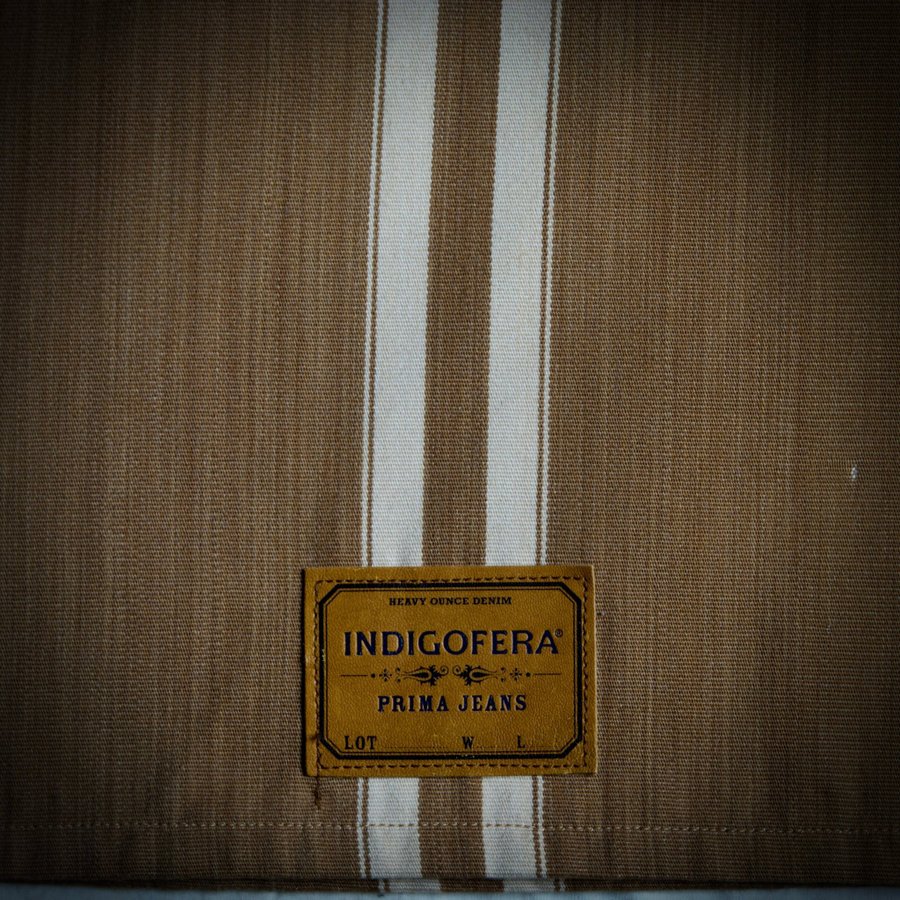 HEAVY OUNCE DENIM
INDIGOFERA®
PRIMA JEANS
LOT W L